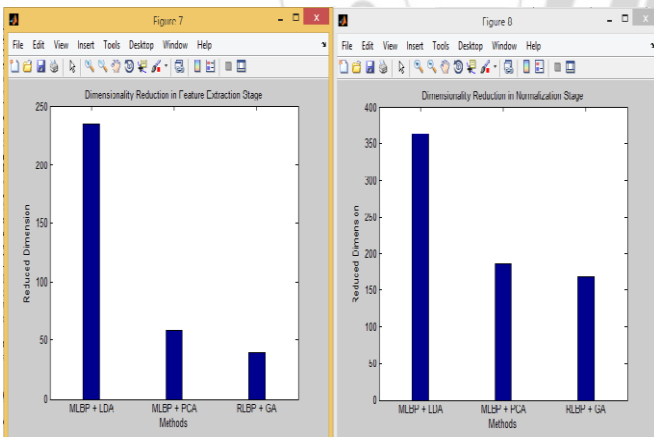 Figure 7
File Edit View Insert Tools Desktop Window Help
Dimensionality Reduction in Feature Extraction Stage
250
200
150
100
50
0
Reduced Dimension
MLBP + LDA MLBP + PCA RLBP + GA
Methods
Figure 8
File Edit View Insert Tools Desktop Window Help
Dimensionality Reduction in Normalization Stage
400
350
300
250
200
150
100
50
0
Reduced Dimension
MLBP + LDA MLBP + PCA RLBP + GA
Methods